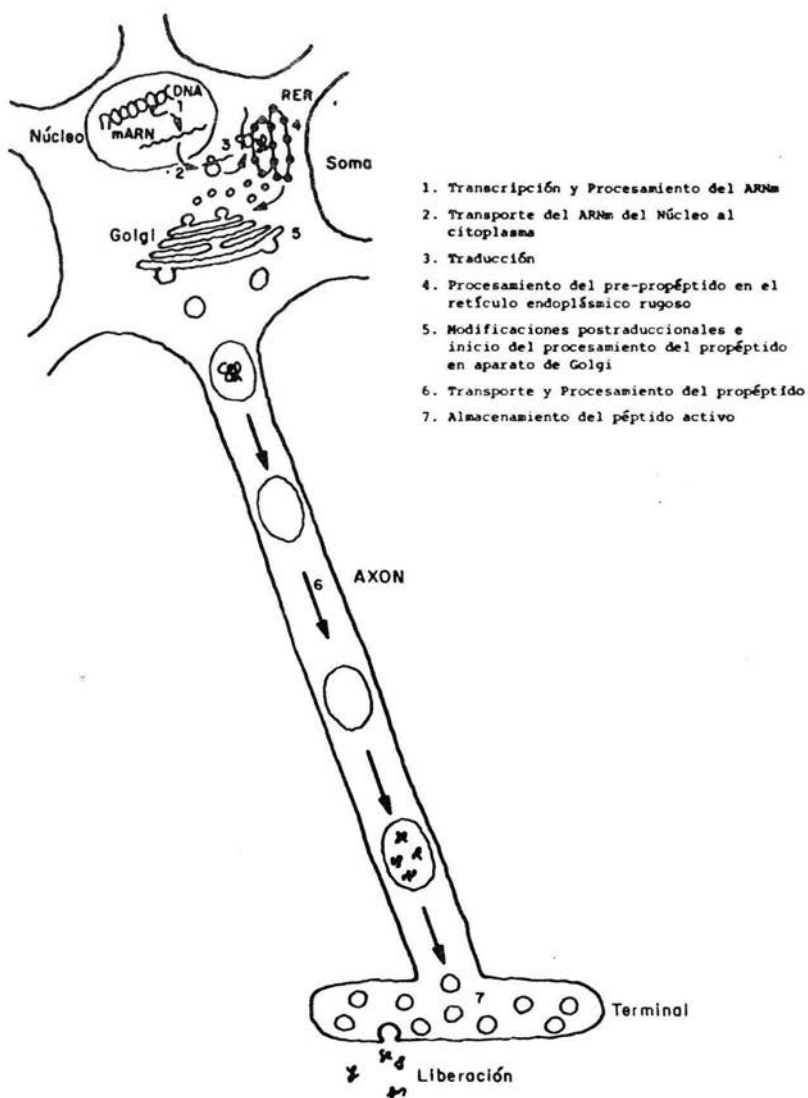 DNA
1
RER
mARN
4
Núcleo
3
2
Soma
Golgi
5
1. Transcripción y Procesamiento del ARNm
2. Transporte del ARNm del Núcleo al
citoplasma
3. Traducción
4. Procesamiento del pre-propéptido en el
retículo endoplásmico rugoso
5. Modificaciones postraduccionales e
inicio del procesamiento del propéptido
en aparato de Golgi
6. Transporte y Procesamiento del propéptido
7. Almacenamiento del péptido activo
6
AXON
7
Terminal
Liberación